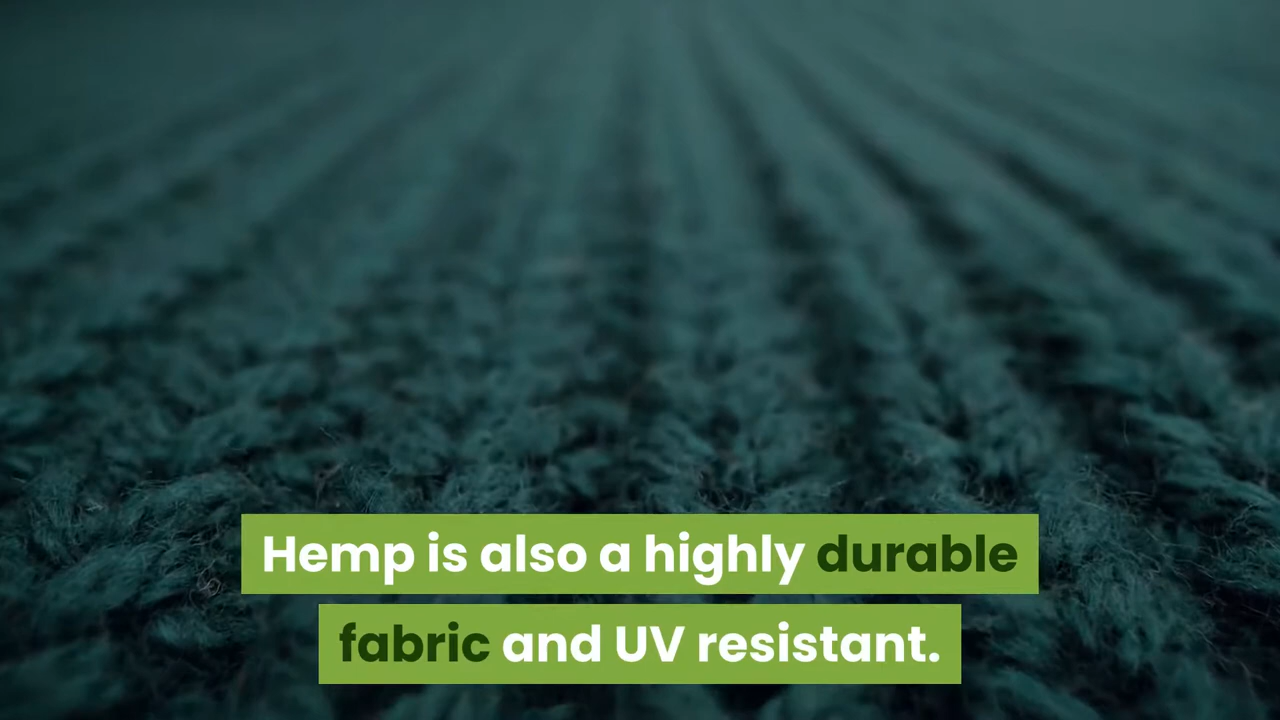 Hemp is also a highly durable
fabric and UV resistant.